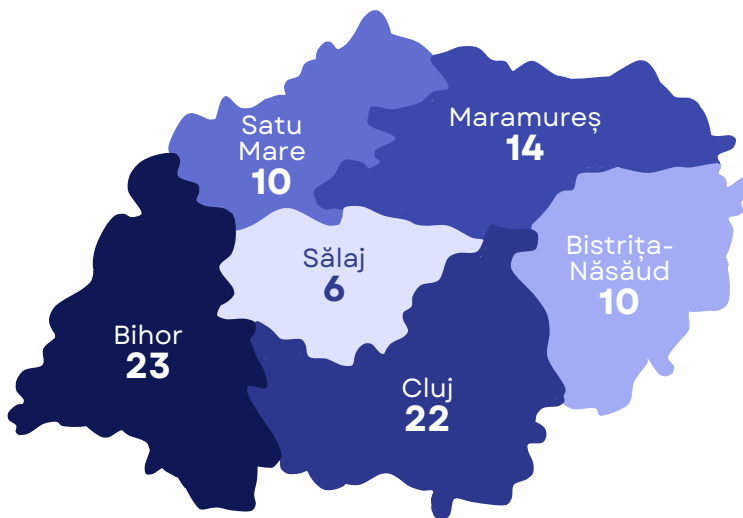 Satu
Mare
10
Maramureș
14
Bistrița-
Năsăud
10
Sălaj
6
Bihor
23
Cluj
22